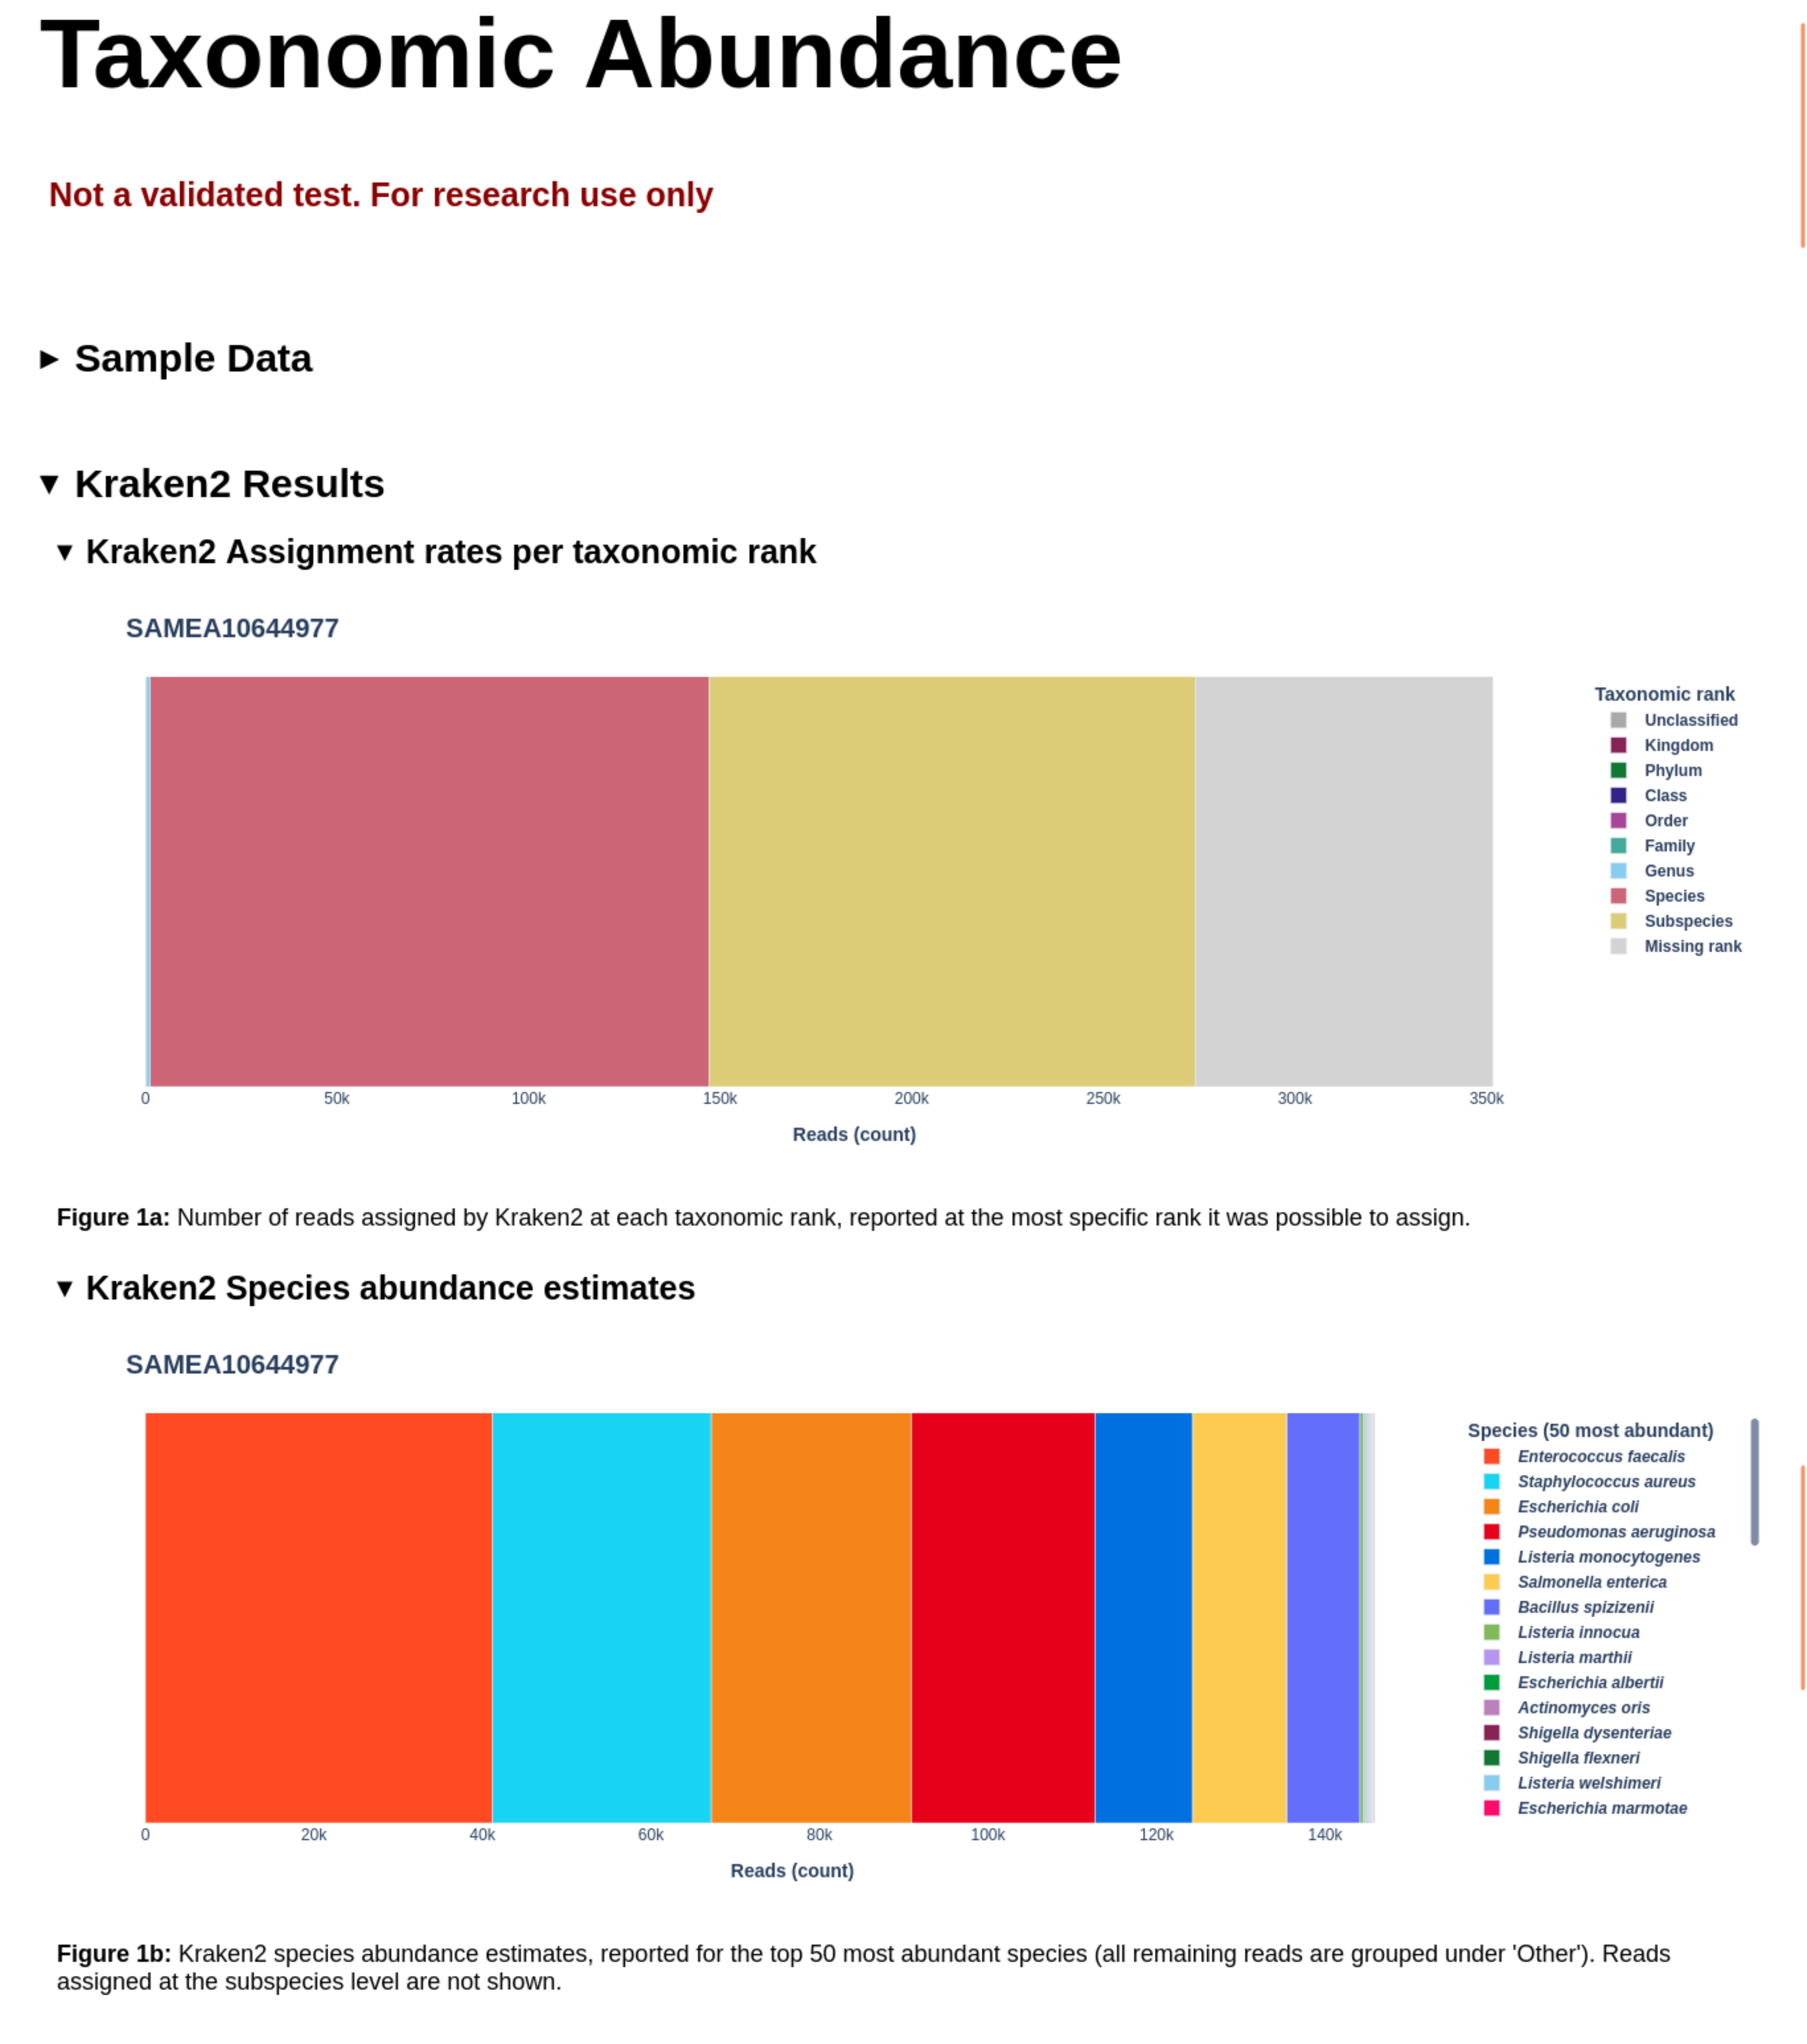 Taxonomic Abundance
Not a validated test. For research use only
▶ Sample Data
▼ Kraken2 Results
▼ Kraken2 Assignment rates per taxonomic rank
SAMEA10644977
Taxonomic rank
Unclassified
Kingdom
Phylum
Class
Order
Family
Genus
Species
Subspecies
Missing rank
0 50k 100k 150k 200k 250k 300k 350k
Reads (count)
Figure 1a: Number of reads assigned by Kraken2 at each taxonomic rank, reported at the most specific rank it was possible to assign.
▼ Kraken2 Species abundance estimates
SAMEA10644977
Species (50 most abundant)
Enterococcus faecalis
Staphylococcus aureus
Escherichia coli
Pseudomonas aeruginosa
Listeria monocytogenes
Salmonella enterica
Bacillus spizizenii
Listeria innocua
Listeria marthii
Escherichia albertii
Actinomyces oris
Shigella dysenteriae
Shigella flexneri
Listeria welshimeri
Escherichia marmotae
0 20k 40k 60k 80k 100k 120k 140k
Reads (count)
Figure 1b: Kraken2 species abundance estimates, reported for the top 50 most abundant species (all remaining reads are grouped under 'Other'). Reads
assigned at the subspecies level are not shown.